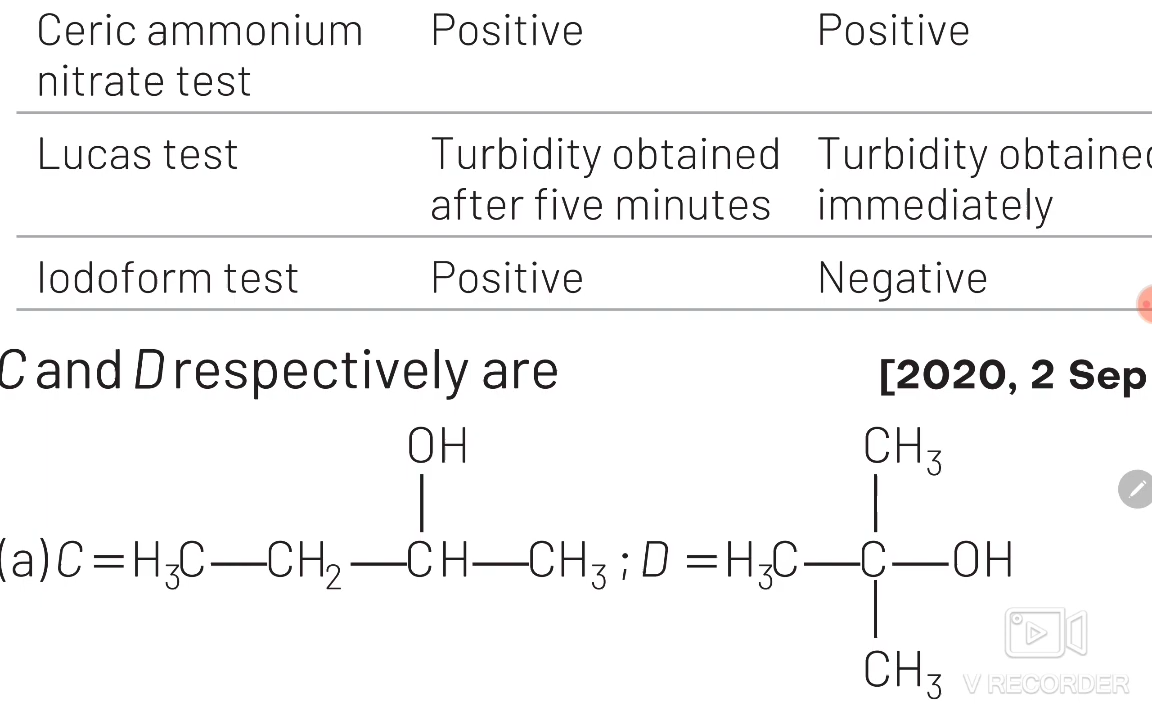 Ceric ammonium Positive Positive
nitrate test
Lucas test Turbidity obtained Turbidity obtained
after five minutes immediately
Iodoform test Positive Negative
C and D respectively are [2020, 2 Sep
OH CH₃
(a) C = H₃C—CH₂—CH—CH₃ ; D = H₃C—C—OH
CH₃
V RECORDER